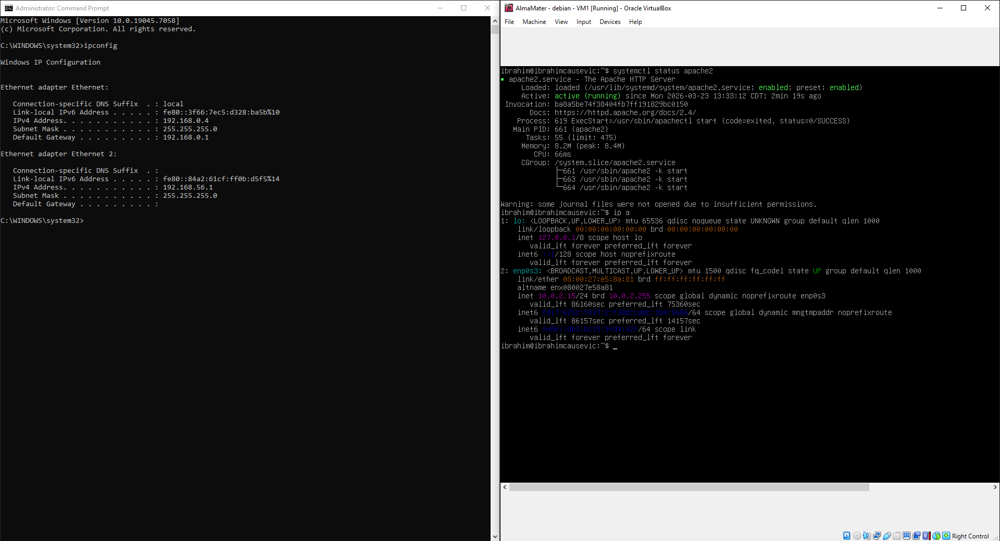 Administrator: Command Prompt
Microsoft Windows [Version 10.0.19045.7058]
(c) Microsoft Corporation. All rights reserved.
C:\WINDOWS\system32>ipconfig
Windows IP Configuration
Ethernet adapter Ethernet:
Connection-specific DNS Suffix  . : local
Link-local IPv6 Address . . . . . : fe80::3f66:7ec5:d328:ba5b%10
IPv4 Address. . . . . . . . . . . : 192.168.0.4
Subnet Mask . . . . . . . . . . . : 255.255.255.0
Default Gateway . . . . . . . . . : 192.168.0.1
Ethernet adapter Ethernet 2:
Connection-specific DNS Suffix  . :
Link-local IPv6 Address . . . . . : fe80::84a2:61cf:ff0b:d5f5%14
IPv4 Address. . . . . . . . . . . : 192.168.56.1
Subnet Mask . . . . . . . . . . . : 255.255.255.0
Default Gateway . . . . . . . . . :
C:\WINDOWS\system32>
AlmaMater - debian - VM1 [Running] - Oracle VirtualBox
File Machine View Input Devices Help
ibrahim@ibrahimcausevic:~$ systemctl status apache2
● apache2.service - The Apache HTTP Server
Loaded: loaded (/usr/lib/systemd/system/apache2.service; enabled; preset: enabled)
Active: active (running) since Mon 2026-03-23 13:33:12 CDT; 2min 19s ago
Invocation: ba8a5be74f38404fb7ff191829bc0150
Docs: https://httpd.apache.org/docs/2.4/
Process: 619 ExecStart=/usr/sbin/apachectl start (code=exited, status=0/SUCCESS)
Main PID: 661 (apache2)
Tasks: 55 (limit: 475)
Memory: 8.2M (peak: 8.4M)
CPU: 66ms
CGroup: /system.slice/apache2.service
├─661 /usr/sbin/apache2 -k start
├─663 /usr/sbin/apache2 -k start
└─664 /usr/sbin/apache2 -k start
Warning: some journal files were not opened due to insufficient permissions.
ibrahim@ibrahimcausevic:~$ ip a
1: lo: <LOOPBACK,UP,LOWER_UP> mtu 65536 qdisc noqueue state UNKNOWN group default qlen 1000
link/loopback 00:00:00:00:00:00 brd 00:00:00:00:00:00
inet 127.0.0.1/8 scope host lo
valid_lft forever preferred_lft forever
inet6 ::1/128 scope host noprefixroute
valid_lft forever preferred_lft forever
2: enp0s3: <BROADCAST,MULTICAST,UP,LOWER_UP> mtu 1500 qdisc fq_codel state UP group default qlen 1000
link/ether 08:00:27:e5:8a:81 brd ff:ff:ff:ff:ff:ff
altname enx080027e58a81
inet 10.0.2.15/24 brd 10.0.2.255 scope global dynamic noprefixroute enp0s3
valid_lft 86160sec preferred_lft 75360sec
inet6 /64 scope global dynamic mngtmpaddr noprefixroute
valid_lft 86157sec preferred_lft 14157sec
inet6 /64 scope link
valid_lft forever preferred_lft forever
ibrahim@ibrahimcausevic:~$ _
Right Control